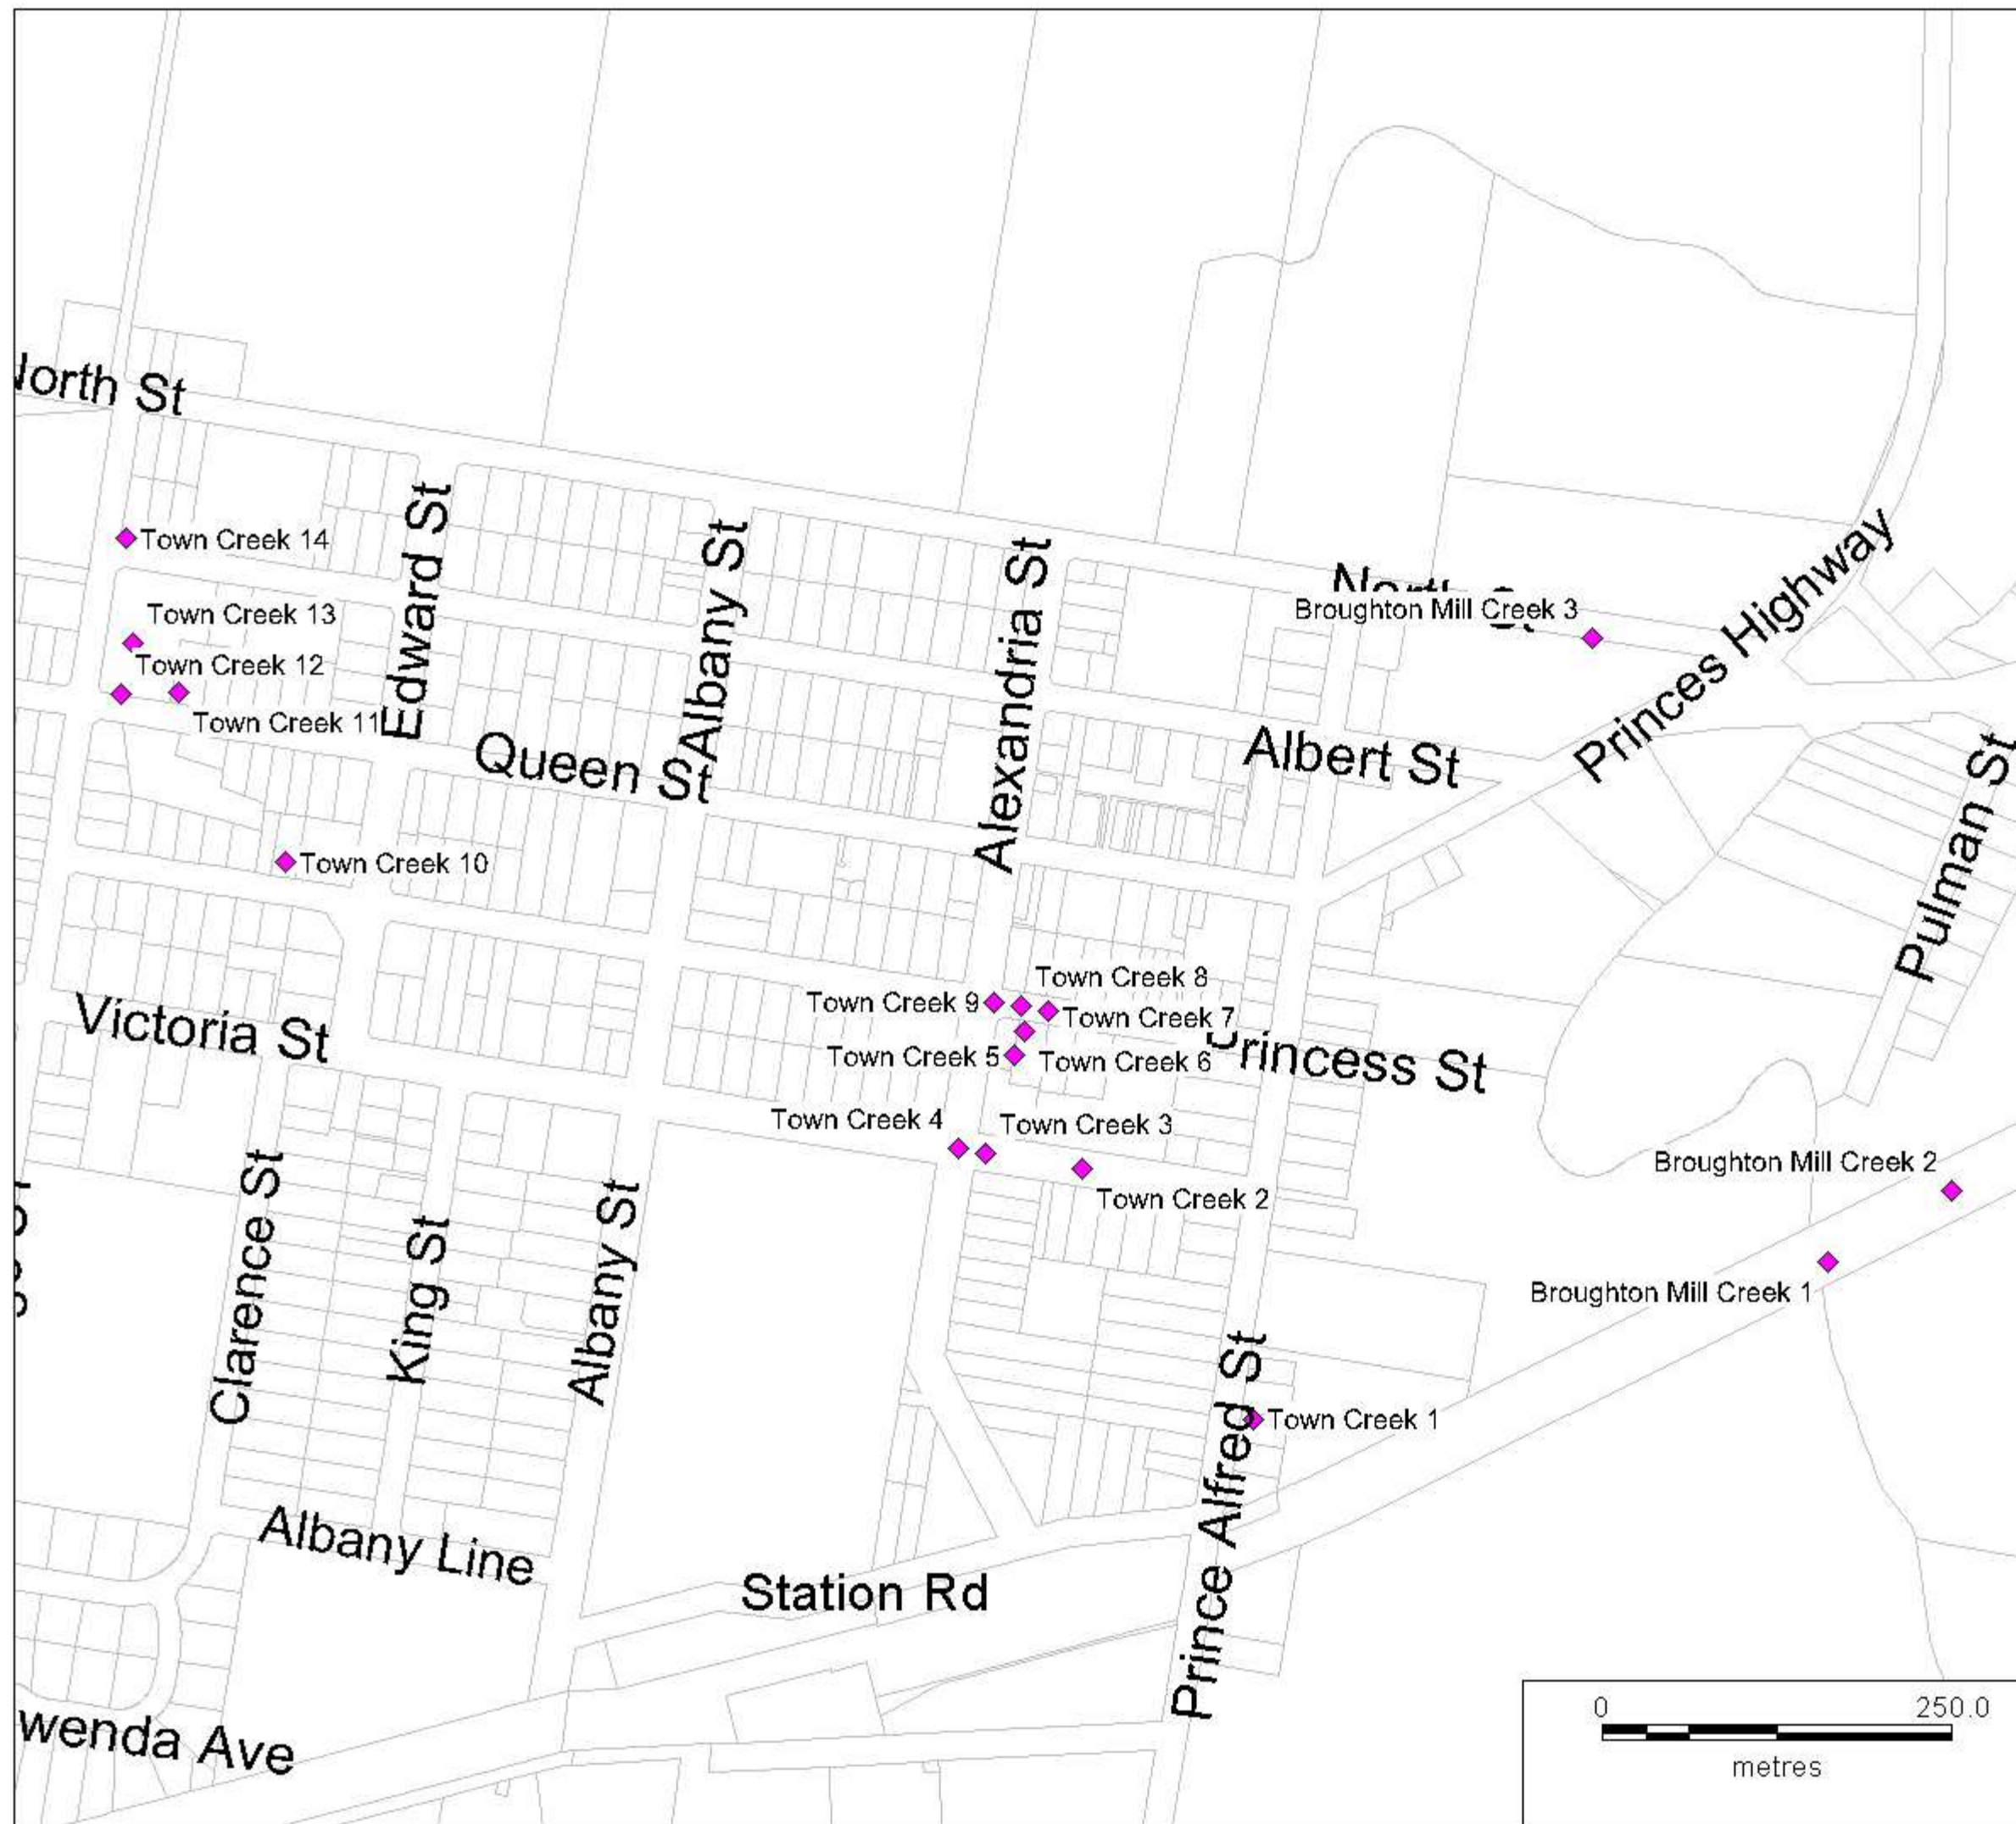 North St
Edward St
Albany St
Alexandria St
Princes Highway
Town Creek 14
Broughton Mill Creek 3
Town Creek 13
Town Creek 12
Town Creek 11
Queen St
Albert St
Pulman St
Town Creek 10
Town Creek 8
Town Creek 9
Town Creek 7
Victoria St
Town Creek 5
Town Creek 6
Princess St
Town Creek 4
Town Creek 3
Broughton Mill Creek 2
Town Creek 2
Clarence St
King St
Albany St
Broughton Mill Creek 1
Prince Alfred St
Town Creek 1
Albany Line
Station Rd
wenda Ave
0 250.0
metres